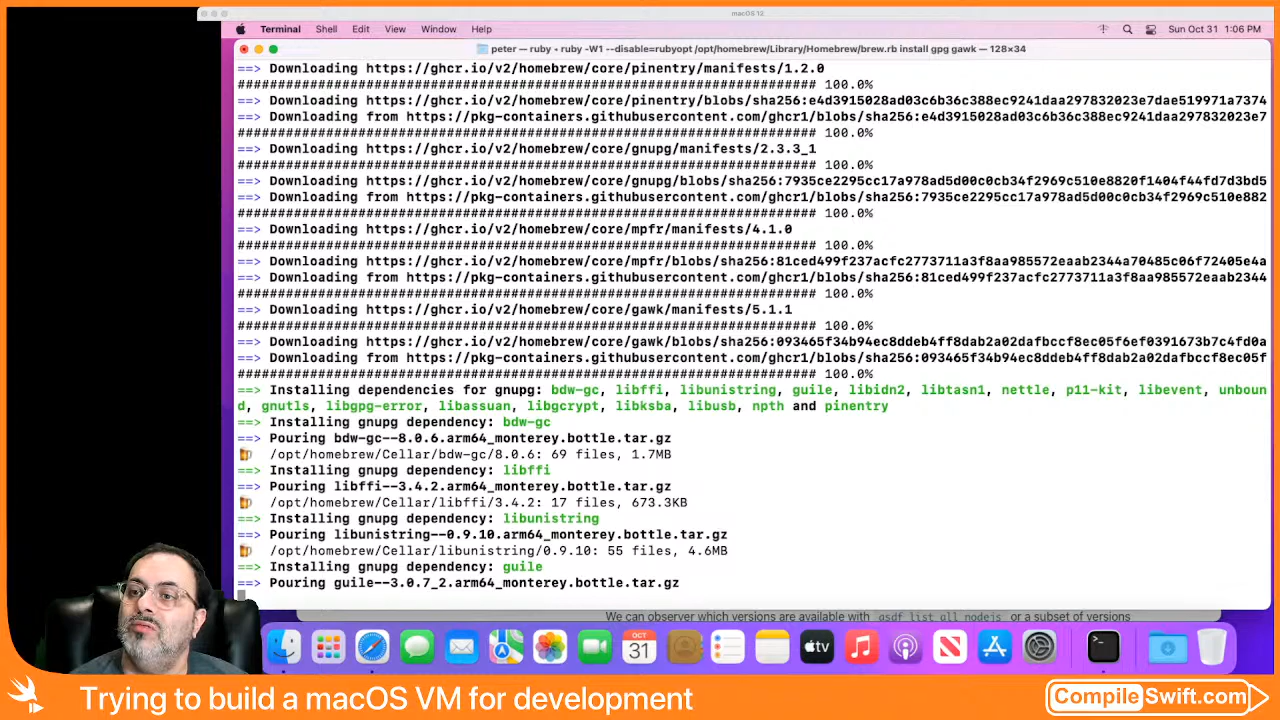 macOS 12
Terminal Shell Edit View Window Help Sun Oct 31 1:06 PM
peter — ruby • ruby -W1 --disable=rubyopt /opt/homebrew/Library/Homebrew/brew.rb install gpg gawk — 128×34
==> Downloading https://ghcr.io/v2/homebrew/core/pinentry/manifests/1.2.0
######################################################################## 100.0%
==> Downloading https://ghcr.io/v2/homebrew/core/pinentry/blobs/sha256:e4d3915028ad03c6b36c388ec9241daa297832023e7dae519971a7374
==> Downloading from https://pkg-containers.githubusercontent.com/ghcr1/blobs/sha256:e4d3915028ad03c6b36c388ec9241daa297832023e7
######################################################################## 100.0%
==> Downloading https://ghcr.io/v2/homebrew/core/gnupg/manifests/2.3.3_1
######################################################################## 100.0%
==> Downloading https://ghcr.io/v2/homebrew/core/gnupg/blobs/sha256:7935ce2295cc17a978ad5d00c0cb34f2969c510e8820f1404f44fd7d3bd5
==> Downloading from https://pkg-containers.githubusercontent.com/ghcr1/blobs/sha256:7935ce2295cc17a978ad5d00c0cb34f2969c510e882
######################################################################## 100.0%
==> Downloading https://ghcr.io/v2/homebrew/core/mpfr/manifests/4.1.0
######################################################################## 100.0%
==> Downloading https://ghcr.io/v2/homebrew/core/mpfr/blobs/sha256:81ced499f237acfc2773711a3f8aa985572eaab2344a70485c06f72405e4a
==> Downloading from https://pkg-containers.githubusercontent.com/ghcr1/blobs/sha256:81ced499f237acfc2773711a3f8aa985572eaab2344
######################################################################## 100.0%
==> Downloading https://ghcr.io/v2/homebrew/core/gawk/manifests/5.1.1
######################################################################## 100.0%
==> Downloading https://ghcr.io/v2/homebrew/core/gawk/blobs/sha256:093465f34b94ec8ddeb4ff8dab2a02dafbccf8ec05f6ef0391673b7c4fd0a
==> Downloading from https://pkg-containers.githubusercontent.com/ghcr1/blobs/sha256:093465f34b94ec8ddeb4ff8dab2a02dafbccf8ec05f
######################################################################## 100.0%
==> Installing dependencies for gnupg: bdw-gc, libffi, libunistring, guile, libidn2, libtasn1, nettle, p11-kit, libevent, unboun
d, gnutls, libgpg-error, libassuan, libgcrypt, libksba, libusb, npth and pinentry
==> Installing gnupg dependency: bdw-gc
==> Pouring bdw-gc--8.0.6.arm64_monterey.bottle.tar.gz
🍺 /opt/homebrew/Cellar/bdw-gc/8.0.6: 69 files, 1.7MB
==> Installing gnupg dependency: libffi
==> Pouring libffi--3.4.2.arm64_monterey.bottle.tar.gz
🍺 /opt/homebrew/Cellar/libffi/3.4.2: 17 files, 673.3KB
==> Installing gnupg dependency: libunistring
==> Pouring libunistring--0.9.10.arm64_monterey.bottle.tar.gz
🍺 /opt/homebrew/Cellar/libunistring/0.9.10: 55 files, 4.6MB
==> Installing gnupg dependency: guile
==> Pouring guile--3.0.7_2.arm64_monterey.bottle.tar.gz
We can observer which versions are available with asdf list all nodejs or a subset of versions
OCT
31
tv
>_
Trying to build a macOS VM for development
CompileSwift.com